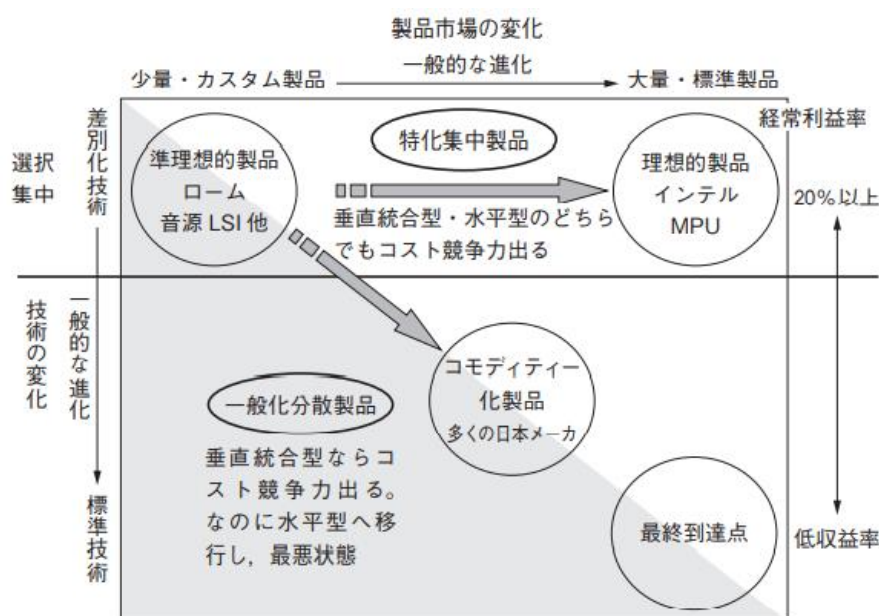 製品市場の変化
一般的な進化
少量・カスタム製品
大量・標準製品
経常利益率
選択
集中
差別化技術
準理想的製品
ローム
音源 LSI 他
特化集中製品
垂直統合型・水平型のどちら
でもコスト競争力出る
理想的製品
インテル
MPU
20%以上
技術の変化
一般的な進化
標準技術
コモディティー
化製品
多くの日本メーカ
一般化分散製品
垂直統合型ならコ
スト競争力出る。
なのに水平型へ移
行し，最悪状態
最終到達点
低収益率